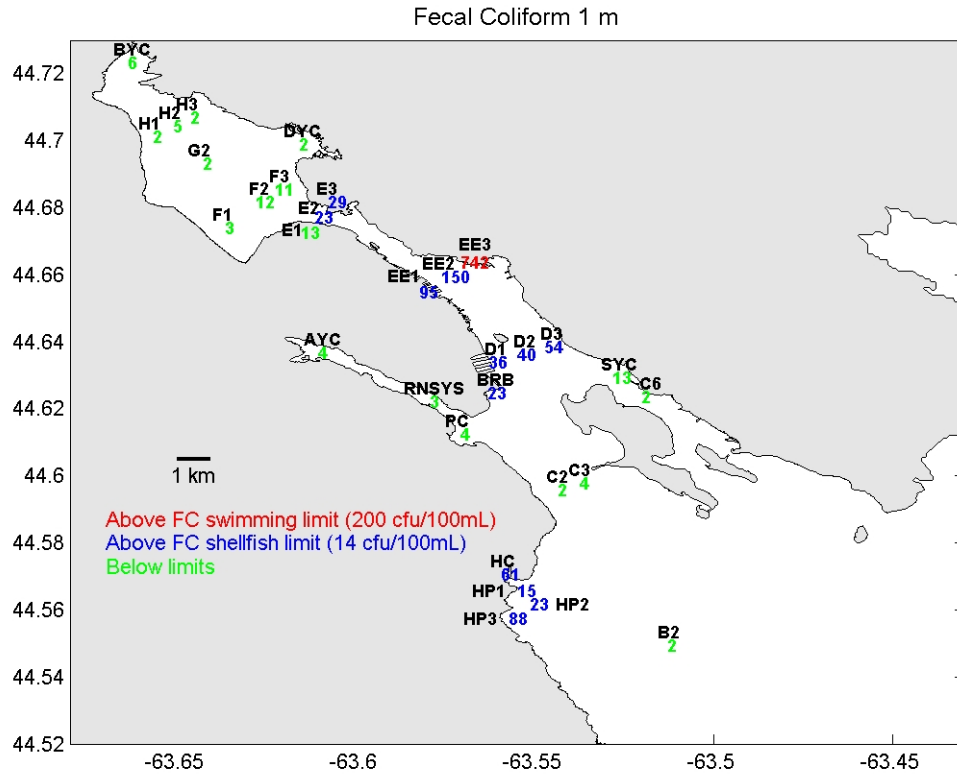 Fecal Coliform 1 m
44.72
44.7
44.68
44.66
44.64
44.62
44.6
44.58
44.56
44.54
44.52
BYC
6
H3
2
H2
5
H1
2
G2
2
DYC
2
F3
11
F2
12
F1
3
E3
29
E2
23
E1
13
EE3
742
EE2
150
EE1
95
D3
54
D2
40
D1
36
BRB
23
AYC
4
SYC
13
C6
2
RNSYS
3
PC
4
C3
4
C2
2
1 km
Above FC swimming limit (200 cfu/100mL)
Above FC shellfish limit (14 cfu/100mL)
Below limits
HC
61
HP1
15
23
HP2
HP3
88
B2
2
-63.65
-63.6
-63.55
-63.5
-63.45